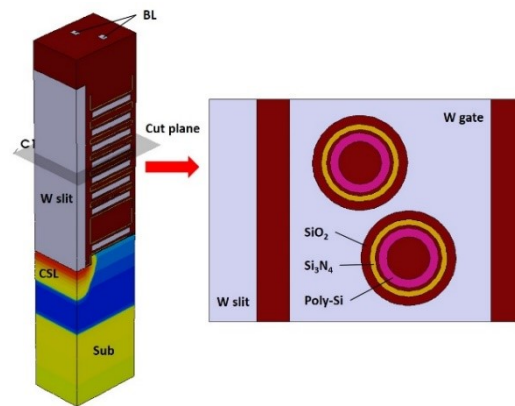 BL
Cut plane
C1
W slit
CSL
Sub
W gate
SiO₂
Si₃N₄
Poly-Si
W slit